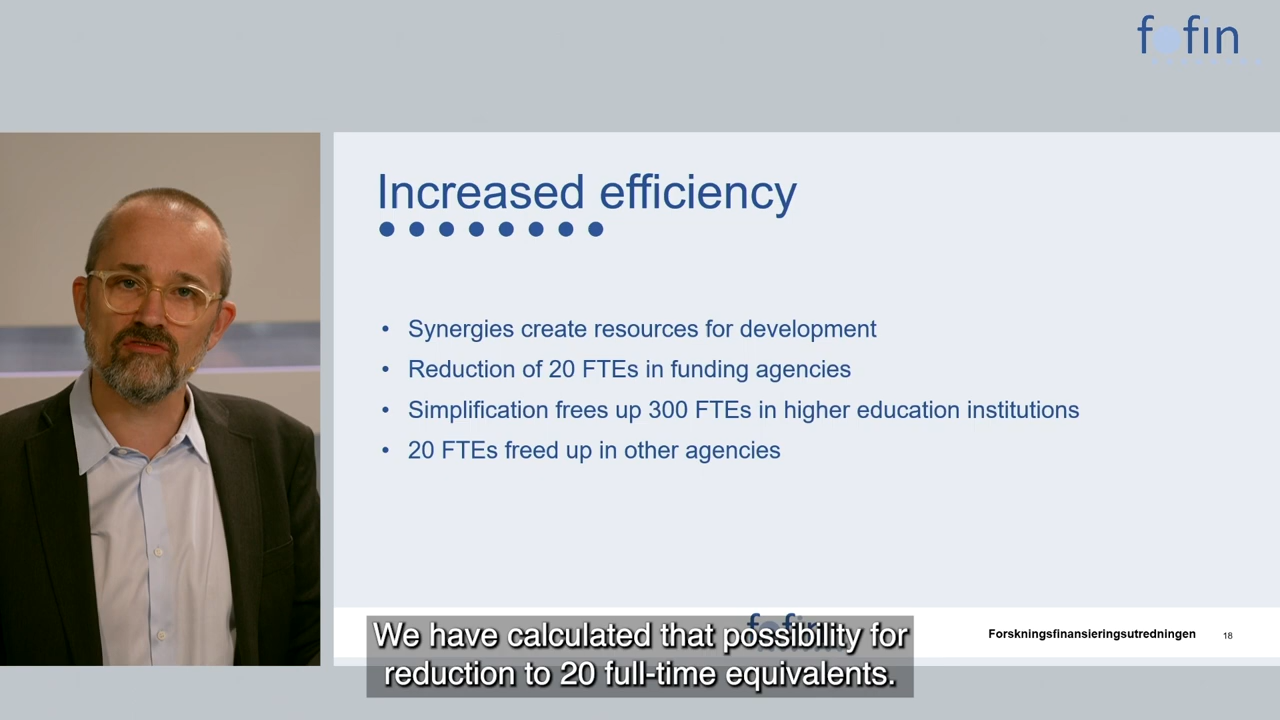 fofin
Increased efficiency
• Synergies create resources for development
• Reduction of 20 FTEs in funding agencies
• Simplification frees up 300 FTEs in higher education institutions
• 20 FTEs freed up in other agencies
Forskningsfinansieringsutredningen 18
We have calculated that possibility for
reduction to 20 full-time equivalents.